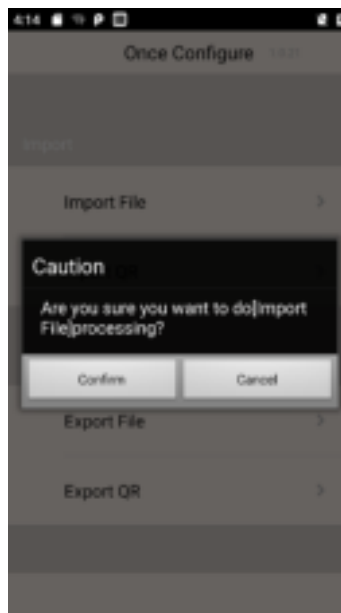 4:14
Once Configure
Import
Import File
Caution
Are you sure you want to do[Import
File]processing?
Confirm
Cancel
Export File
Export QR